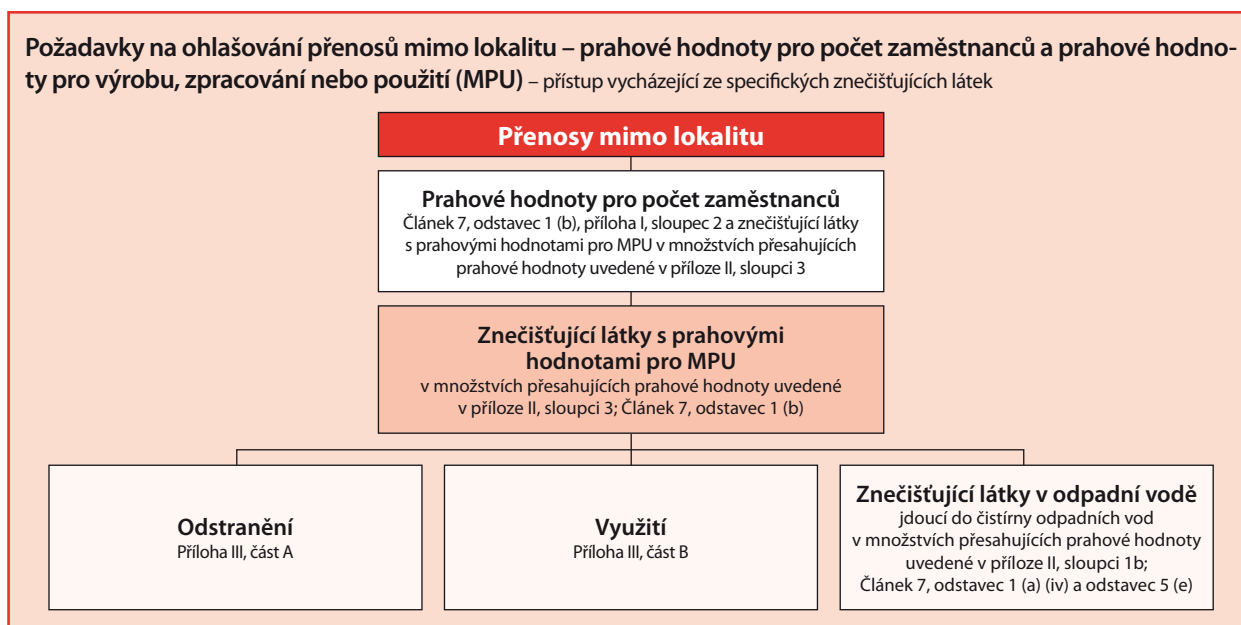 Požadavky na ohlašování přenosů mimo lokalitu – prahové hodnoty pro počet zaměstnanců a prahové hodno-
ty pro výrobu, zpracování nebo použití (MPU) – přístup vycházející ze specifických znečišťujících látek
Přenosy mimo lokalitu
Prahové hodnoty pro počet zaměstnanců
Článek 7, odstavec 1 (b), příloha I, sloupec 2 a znečišťující látky
s prahovými hodnotami pro MPU v množstvích přesahujících
prahové hodnoty uvedené v příloze II, sloupci 3
Znečišťující látky s prahovými
hodnotami pro MPU
v množstvích přesahujících prahové hodnoty uvedené
v příloze II, sloupci 3; Článek 7, odstavec 1 (b)
Odstranění
Příloha III, část A
Využití
Příloha III, část B
Znečišťující látky v odpadní vodě
jdoucí do čistírny odpadních vod
v množstvích přesahujících prahové hodnoty
uvedené v příloze II, sloupci 1b;
Článek 7, odstavec 1 (a) (iv) a odstavec 5 (e)